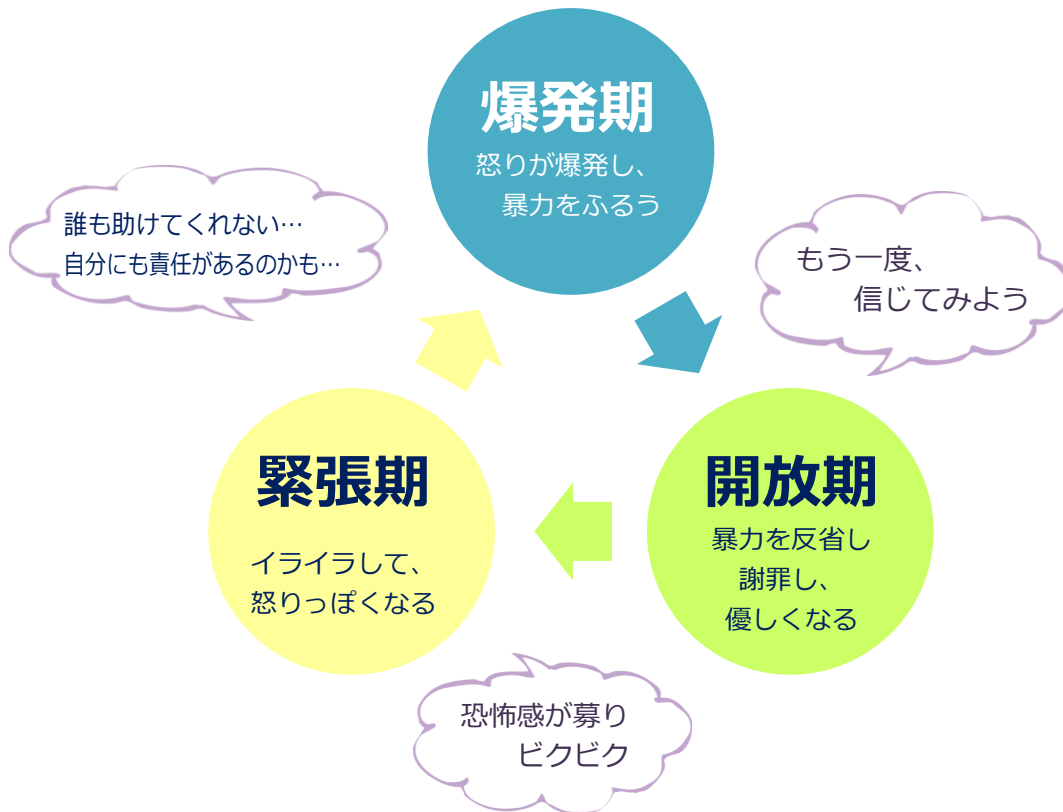 爆発期
怒りが爆発し、
暴力をふるう
誰も助けてくれない…
自分にも責任があるのかも…
もう一度、
信じてみよう
緊張期
イライラして、
怒りっぽくなる
開放期
暴力を反省し
謝罪し、
優しくなる
恐怖感が募り
ビクビク